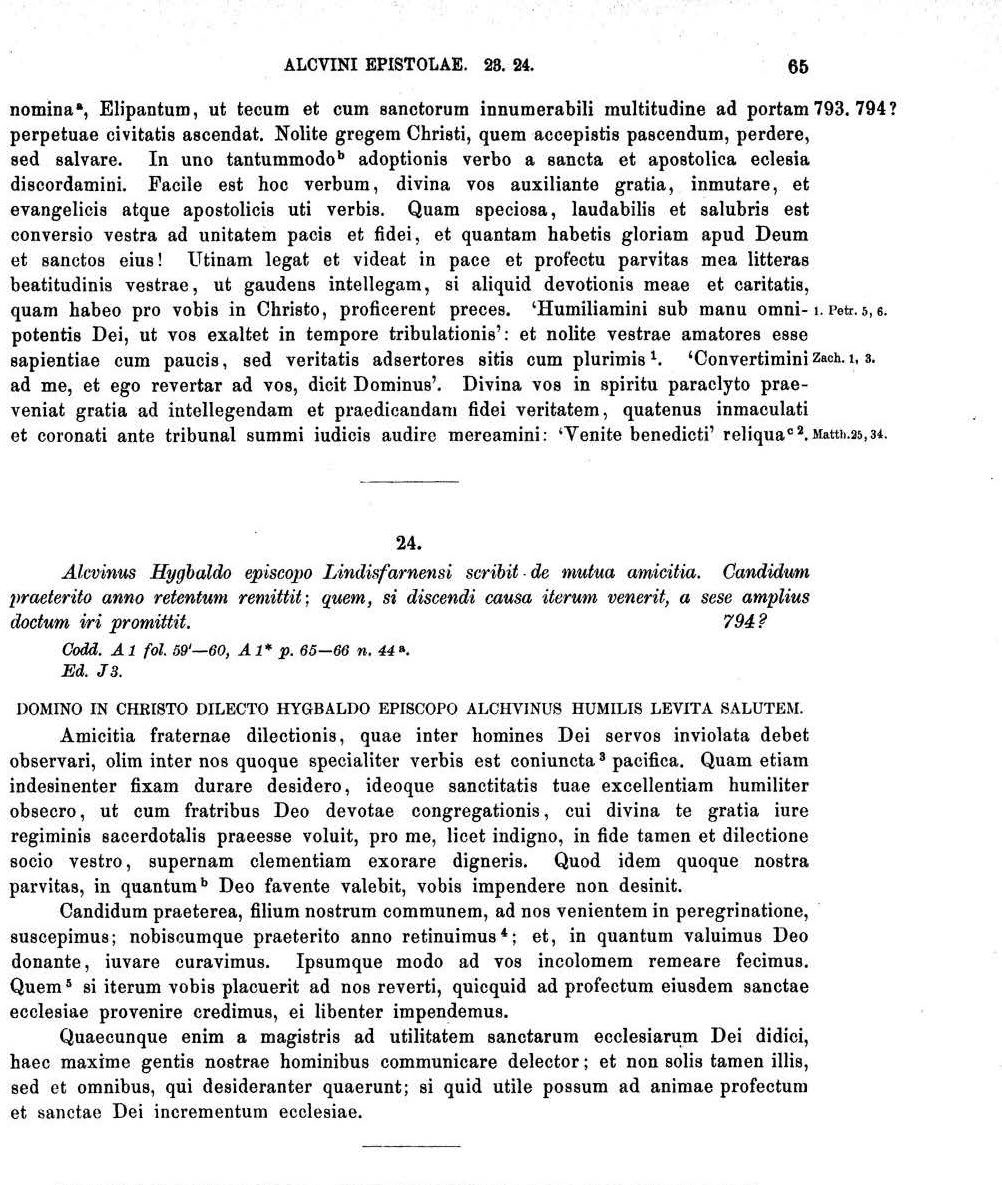 ALCVINI EPISTOLAE. 23. 24. 65
nominaᵃ, Elipantum, ut tecum et cum sanctorum innumerabili multitudine ad portam 793. 794?
perpetuae civitatis ascendat. Nolite gregem Christi, quem accepistis pascendum, perdere,
sed salvare. In uno tantummodoᵇ adoptionis verbo a sancta et apostolica eclesia
discordamini. Facile est hoc verbum, divina vos auxiliante gratia, inmutare, et
evangelicis atque apostolicis uti verbis. Quam speciosa, laudabilis et salubris est
conversio vestra ad unitatem pacis et fidei, et quantam habetis gloriam apud Deum
et sanctos eius! Utinam legat et videat in pace et profectu parvitas mea litteras
beatitudinis vestrae, ut gaudens intellegam, si aliquid devotionis meae et caritatis,
quam habeo pro vobis in Christo, proficerent preces. ‘Humiliamini sub manu omni- 1. Petr. 5, 6.
potentis Dei, ut vos exaltet in tempore tribulationis’: et nolite vestrae amatores esse
sapientiae cum paucis, sed veritatis adsertores sitis cum plurimis¹. ‘Convertimini Zach. 1, 3.
ad me, et ego revertar ad vos, dicit Dominus’. Divina vos in spiritu paraclyto prae-
veniat gratia ad intellegendam et praedicandam fidei veritatem, quatenus inmaculati
et coronati ante tribunal summi iudicis audire mereamini: ‘Venite benedicti’ reliquaᶜ ². Matth. 25, 34.
24.
Alcvinus Hygbaldo episcopo Lindisfarnensi scribit de mutua amicitia. Candidum
praeterito anno retentum remittit; quem, si discendi causa iterum venerit, a sese amplius
doctum iri promittit. 794?
Codd. A 1 fol. 59'—60, A 1* p. 65—66 n. 44ᵃ.
Ed. J 3.
DOMINO IN CHRISTO DILECTO HYGBALDO EPISCOPO ALCHVINUS HUMILIS LEVITA SALUTEM.
Amicitia fraternae dilectionis, quae inter homines Dei servos inviolata debet
observari, olim inter nos quoque specialiter verbis est coniuncta³ pacifica. Quam etiam
indesinenter fixam durare desidero, ideoque sanctitatis tuae excellentiam humiliter
obsecro, ut cum fratribus Deo devotae congregationis, cui divina te gratia iure
regiminis sacerdotalis praeesse voluit, pro me, licet indigno, in fide tamen et dilectione
socio vestro, supernam clementiam exorare digneris. Quod idem quoque nostra
parvitas, in quantumᵇ Deo favente valebit, vobis impendere non desinit.
Candidum praeterea, filium nostrum communem, ad nos venientem in peregrinatione,
suscepimus; nobiscumque praeterito anno retinuimus⁴; et, in quantum valuimus Deo
donante, iuvare curavimus. Ipsumque modo ad vos incolomem remeare fecimus.
Quem⁵ si iterum vobis placuerit ad nos reverti, quicquid ad profectum eiusdem sanctae
ecclesiae provenire credimus, ei libenter impendemus.
Quaecunque enim a magistris ad utilitatem sanctarum ecclesiarum Dei didici,
haec maxime gentis nostrae hominibus communicare delector; et non solis tamen illis,
sed et omnibus, qui desideranter quaerunt; si quid utile possum ad animae profectum
et sanctae Dei incrementum ecclesiae.